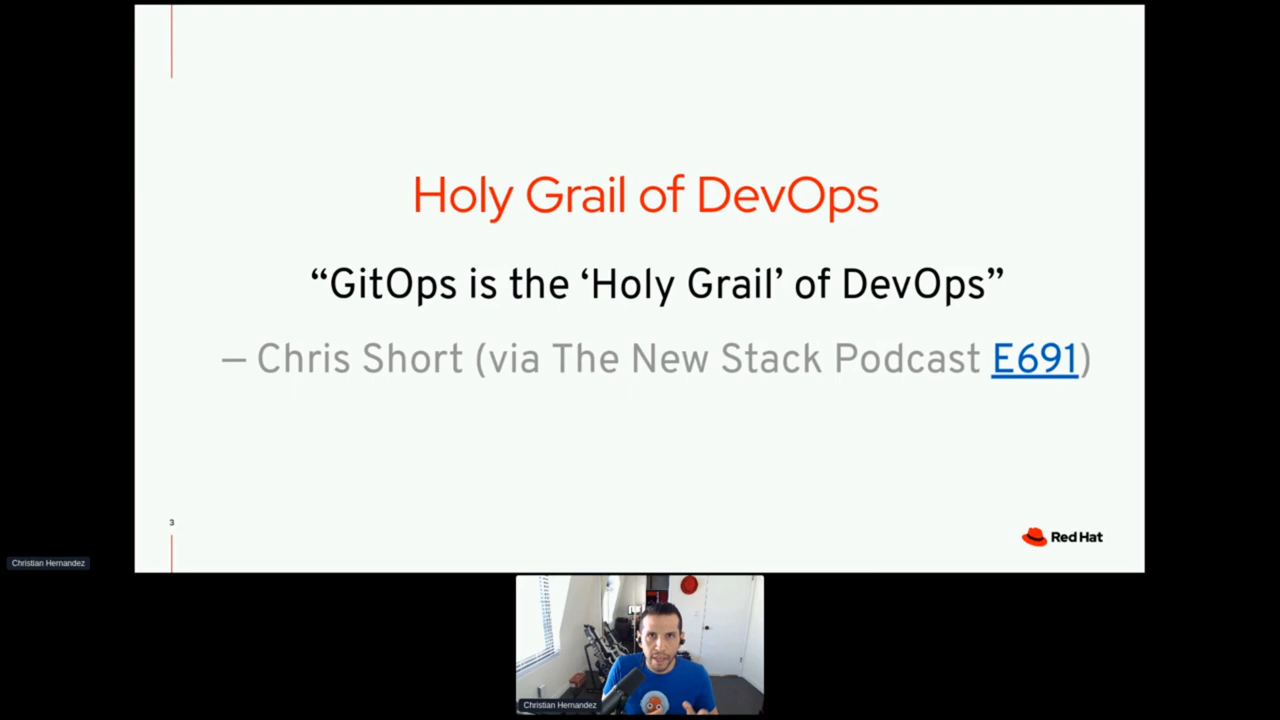 Holy Grail of DevOps
“GitOps is the ‘Holy Grail’ of DevOps”
– Chris Short (via The New Stack Podcast E691)
3
Red Hat
Christian Hernandez
Christian Hernandez